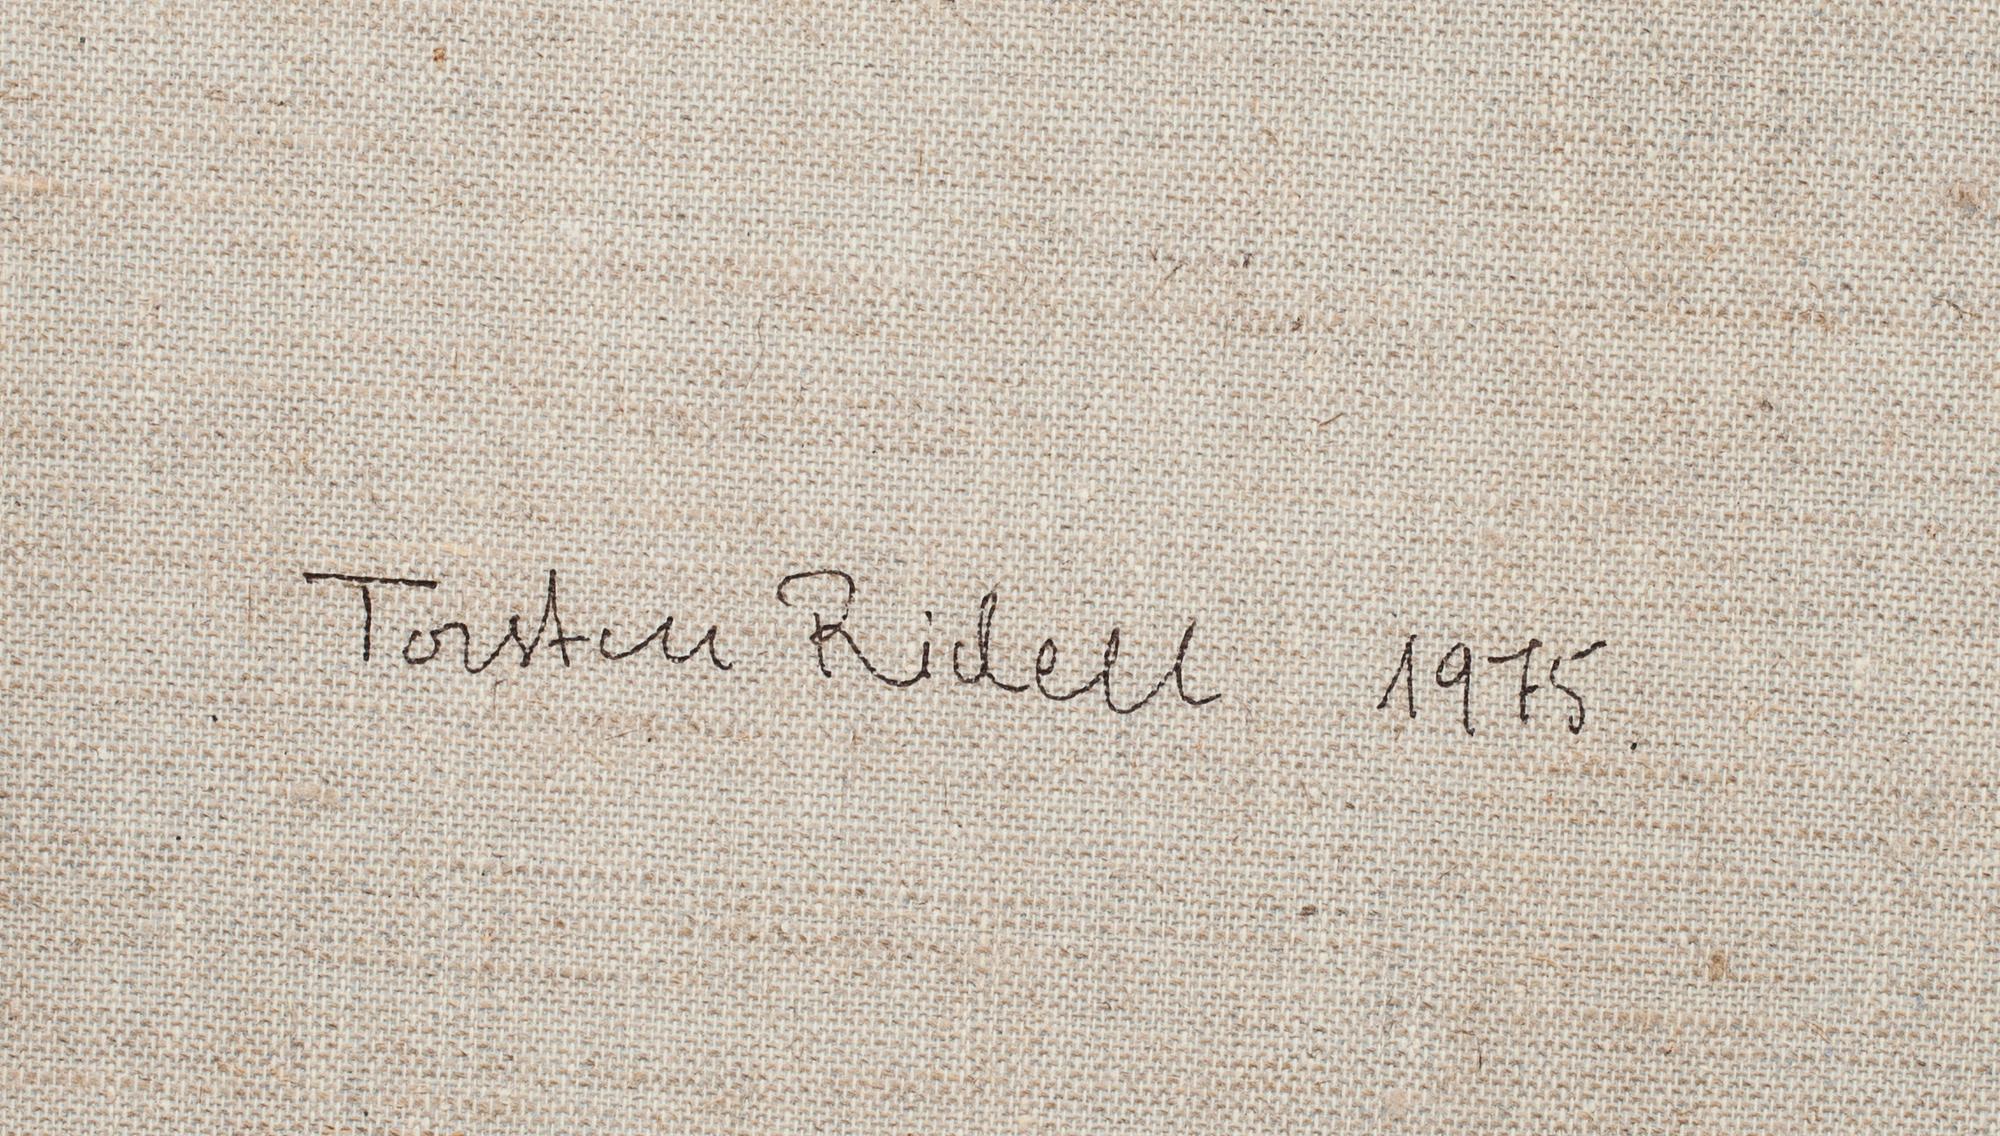 Torsten Ridell 1975.